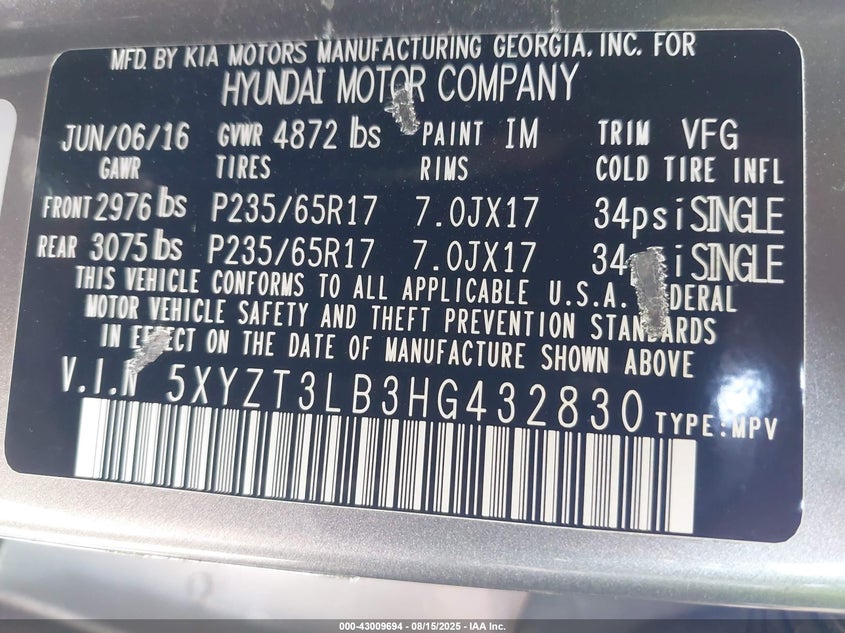 MFD. BY KIA MOTORS MANUFACTURING GEORGIA, INC. FOR
HYUNDAI MOTOR COMPANY
JUN/06/16 GVWR 4872 lbs PAINT IM TRIM VFG
GAWR TIRES RIMS COLD TIRE INFL
FRONT 2976 lbs P235/65R17 7.0JX17 34psi SINGLE
REAR 3075 lbs P235/65R17 7.0JX17 34 i SINGLE
THIS VEHICLE CONFORMS TO ALL APPLICABLE U.S.A. FEDERAL
MOTOR VEHICLE SAFETY AND THEFT PREVENTION STANDARDS
IN EFFECT ON THE DATE OF MANUFACTURE SHOWN ABOVE
V.I.N 5XYZT3LB3HG432830 TYPE:MPV
000-43009694 - 08/15/2025 - IAA Inc.